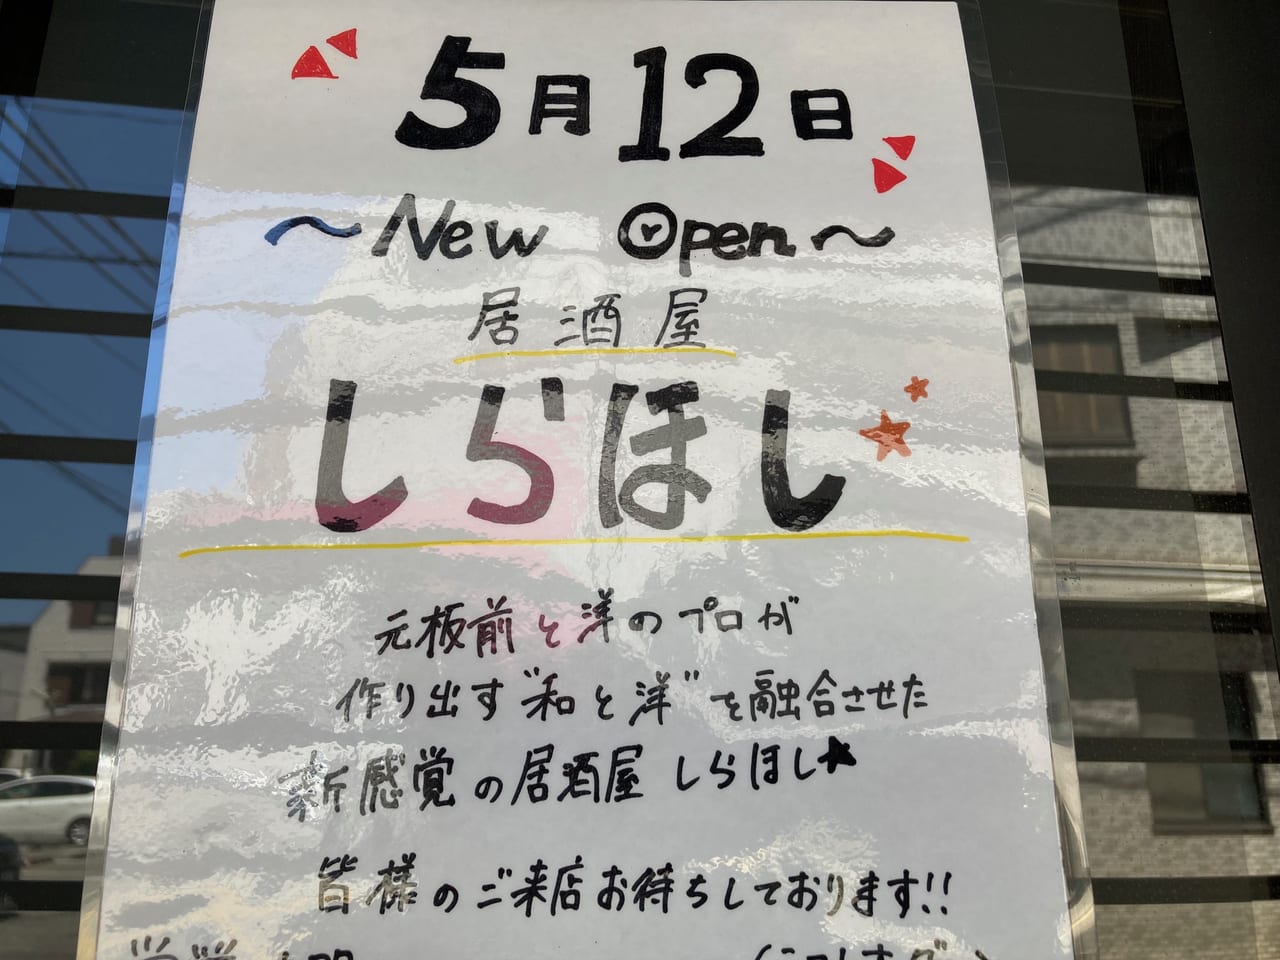 5月12日
～New Open～
居酒屋
しらほし
元板前と洋のプロが
作り出す"和と洋"を融合させた
新感覚の居酒屋 しらほし★
皆様のご来店お待ちしております!!